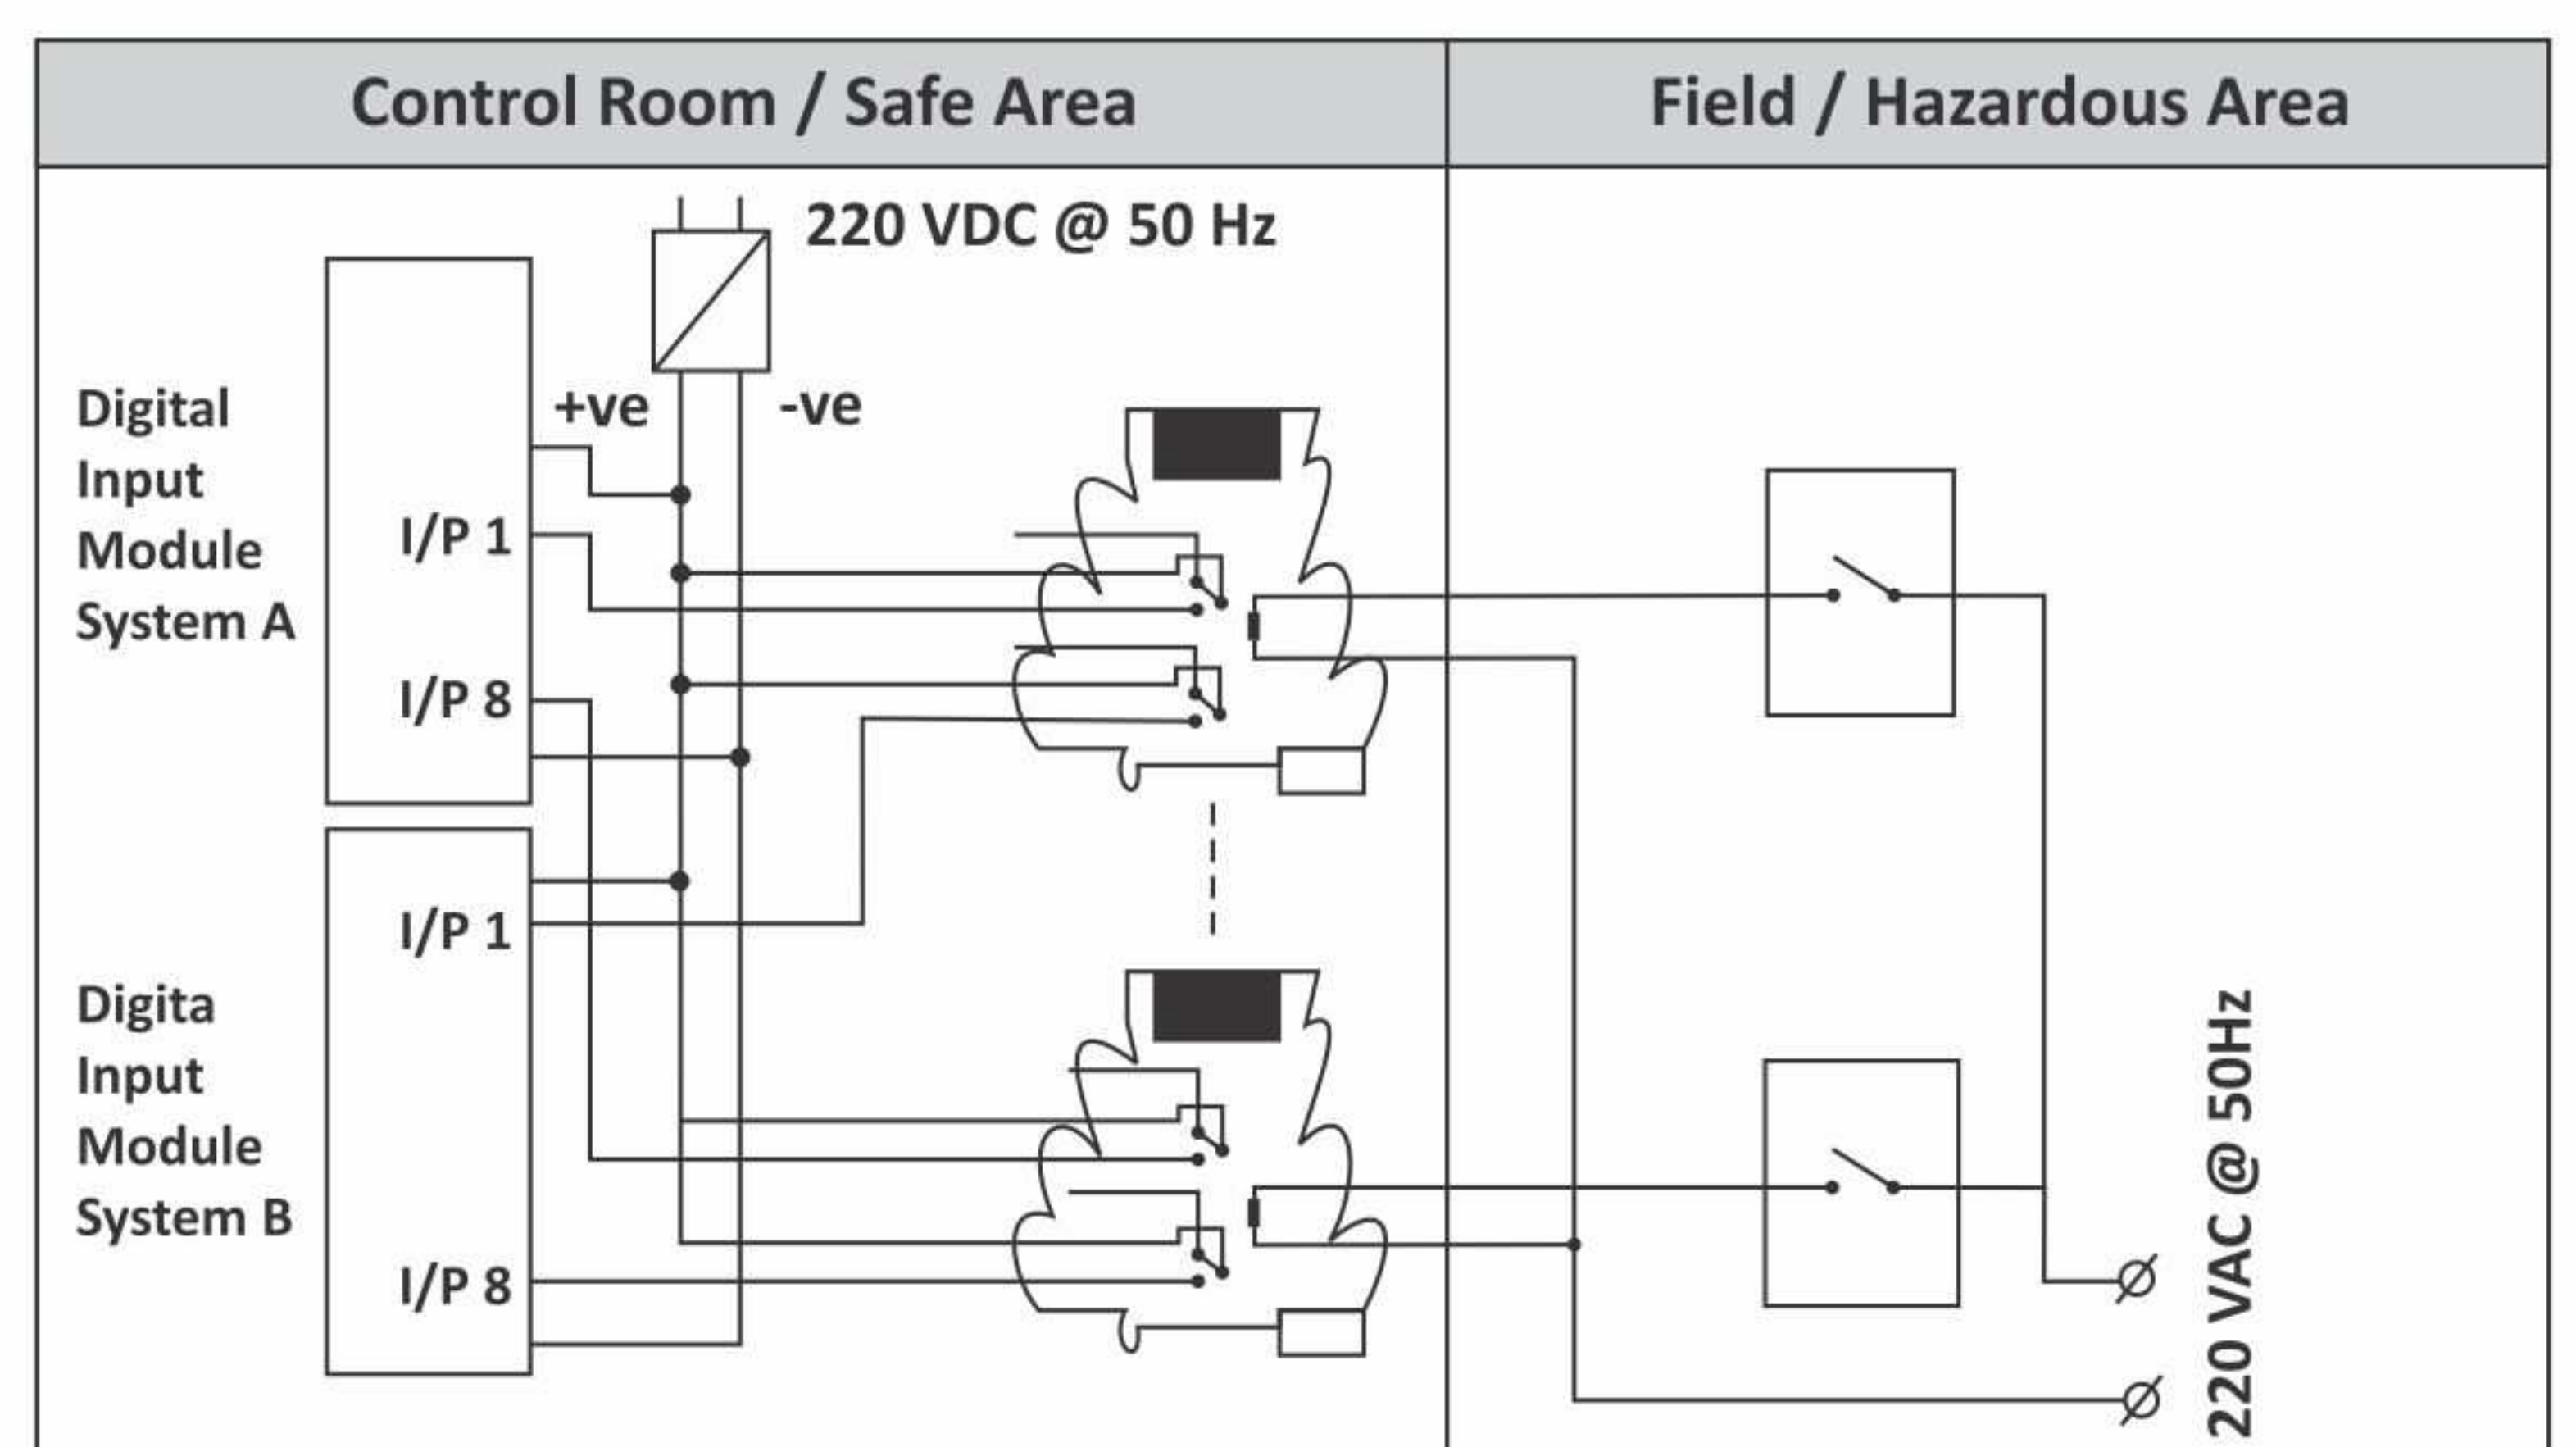 Control Room / Safe Area
Field / Hazardous Area
220 VDC @ 50 Hz
+ve
-ve
Digital
Input
Module
System A
I/P 1
I/P 8
Digita
Input
Module
System B
I/P 1
I/P 8
220 VAC @ 50Hz